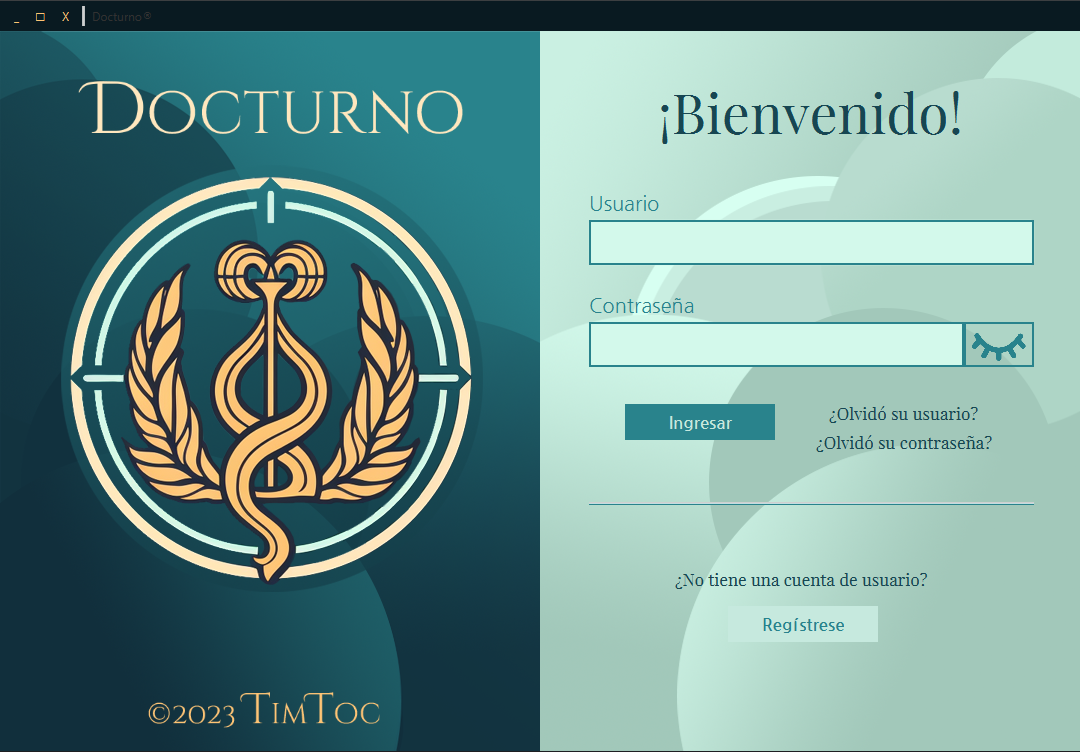 _ □ X Docturno®
Docturno
©2023 TimToc
¡Bienvenido!
Usuario
Contraseña
Ingresar
¿Olvidó su usuario?
¿Olvidó su contraseña?
¿No tiene una cuenta de usuario?
Regístrese